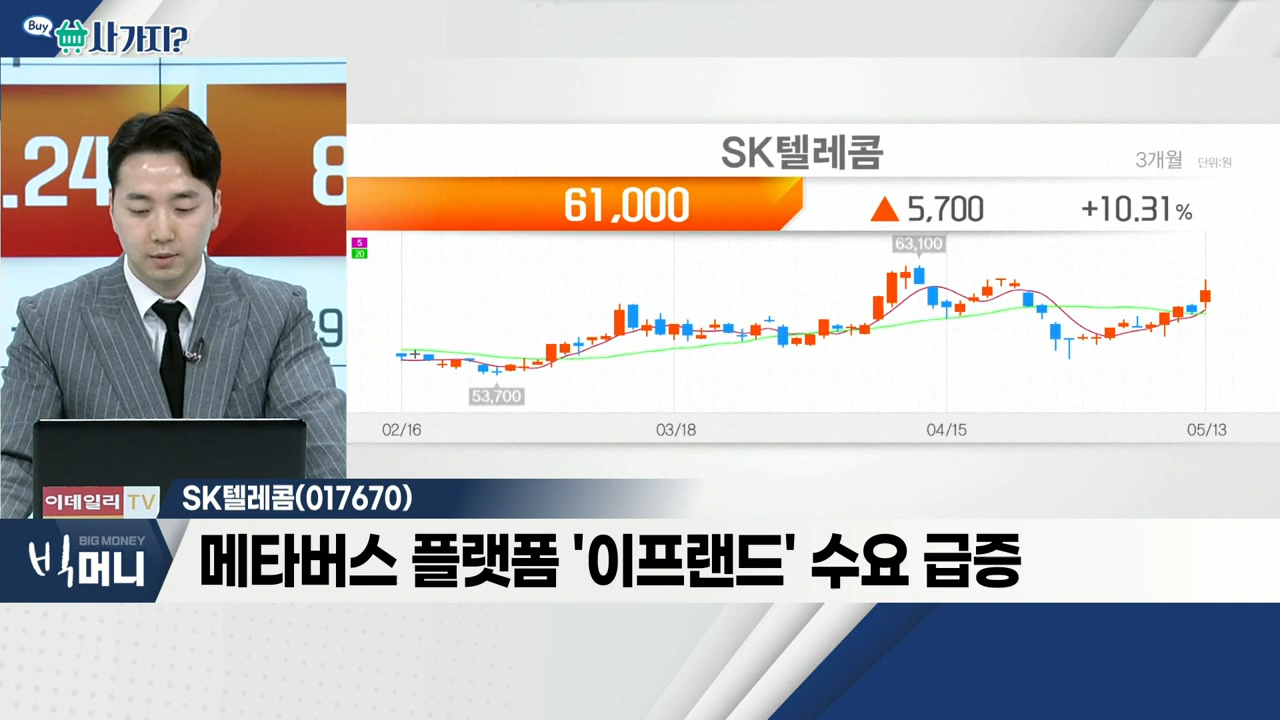 Buy
사가지?
.24
8
9
SK텔레콤
3개월 단위:원
61,000
▲ 5,700
+10.31%
5
20
63,100
53,700
02/16
03/18
04/15
05/13
이데일리 TV
SK텔레콤(017670)
BIG MONEY
빅머니
메타버스 플랫폼 '이프랜드' 수요 급증